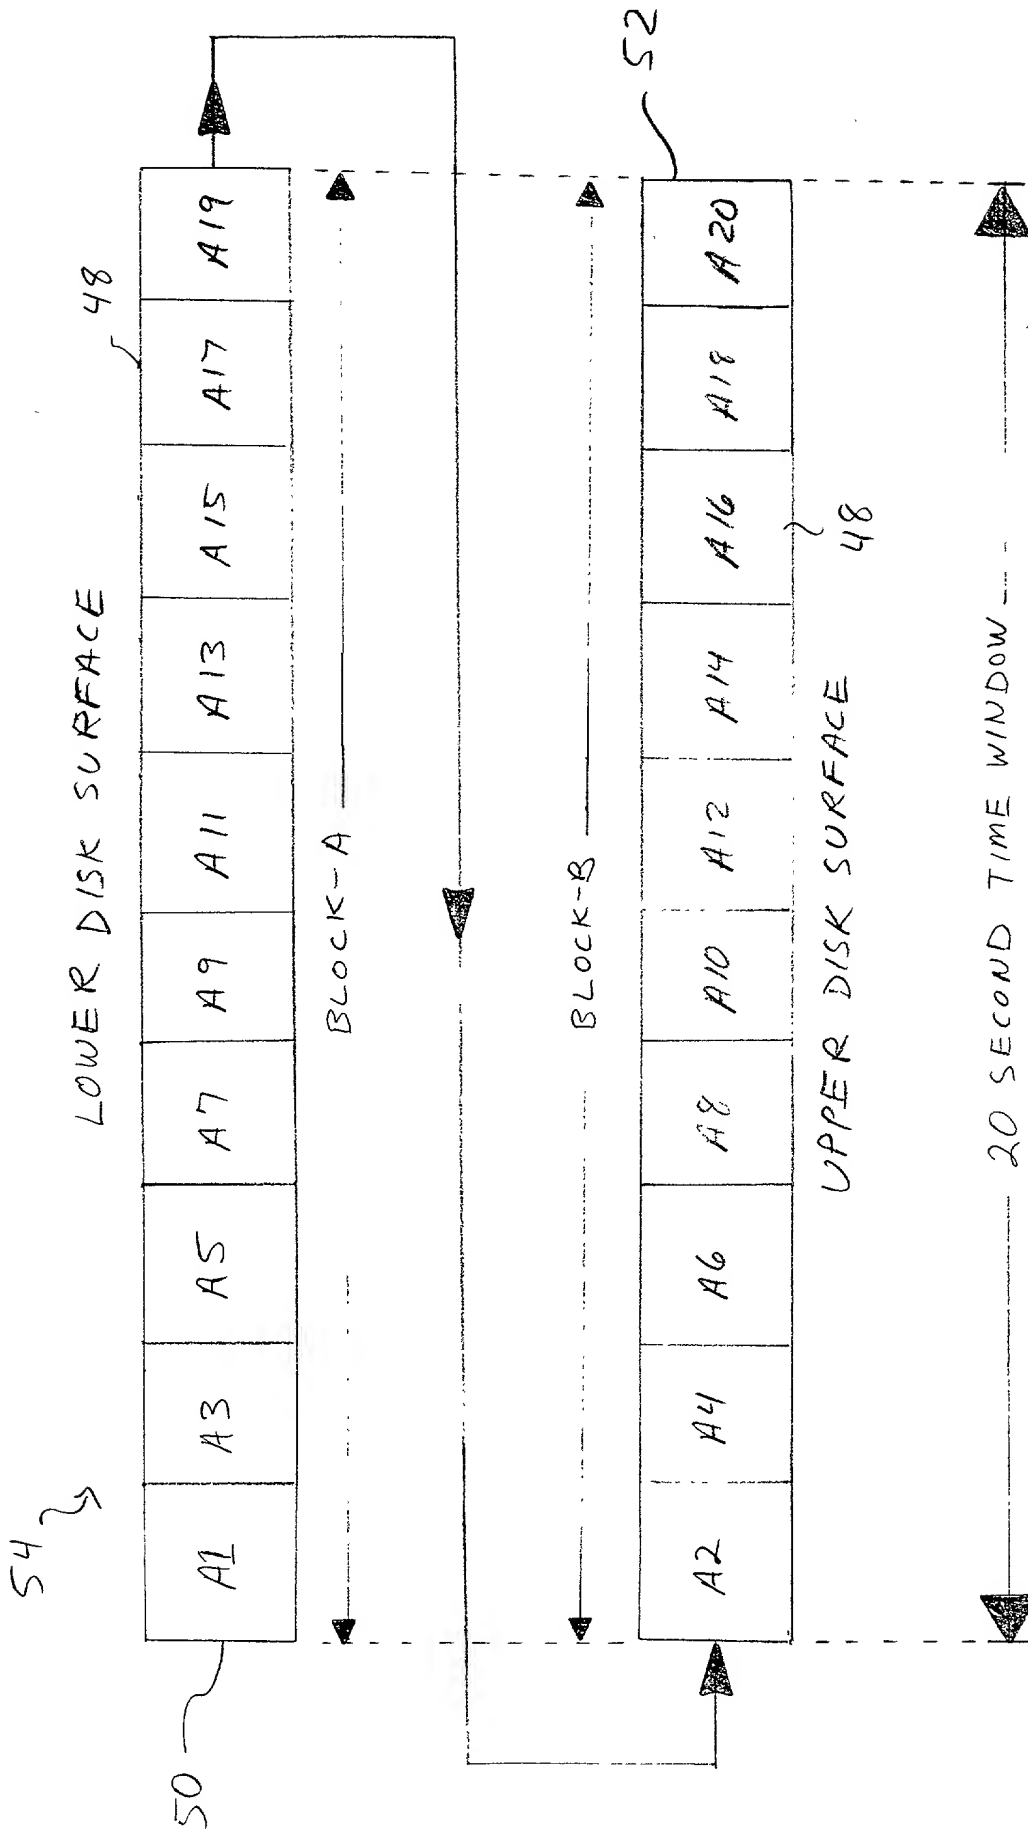 54
LOWER DISK SURFACE
48
50
A1 A3 A5 A7 A9 A11 A13 A15 A17 A19
BLOCK-A
BLOCK-B
52
A2 A4 A6 A8 A10 A12 A14 A16 A18 A20
48
UPPER DISK SURFACE
20 SECOND TIME WINDOW